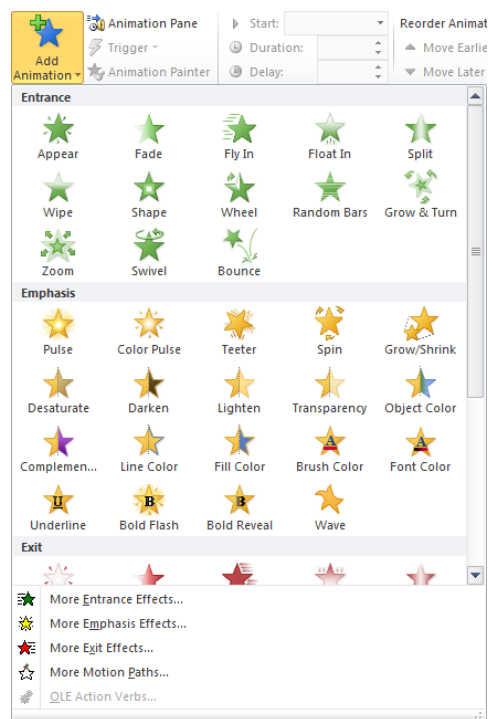 Add Animation
Animation Pane
Trigger
Animation Painter
Start:
Duration:
Delay:
Reorder Animat
Move Earlie
Move Later
Entrance
Appear Fade Fly In Float In Split
Wipe Shape Wheel Random Bars Grow & Turn
Zoom Swivel Bounce
Emphasis
Pulse Color Pulse Teeter Spin Grow/Shrink
Desaturate Darken Lighten Transparency Object Color
Complemen... Line Color Fill Color Brush Color Font Color
Underline Bold Flash Bold Reveal Wave
Exit
More Entrance Effects...
More Emphasis Effects...
More Exit Effects...
More Motion Paths...
OLE Action Verbs...